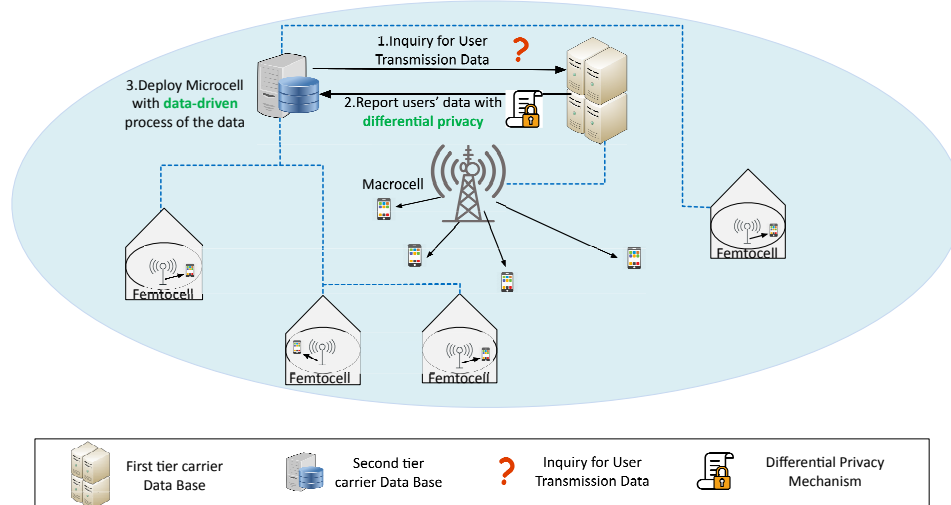 1.Inquiry for User
Transmission Data
?
3.Deploy Microcell
with data-driven
process of the data
2.Report users' data with
differential privacy
Macrocell
Femtocell
Femtocell
Femtocell
Femtocell
First tier carrier
Data Base
Second tier
carrier Data Base
?
Inquiry for User
Transmission Data
Differential Privacy
Mechanism